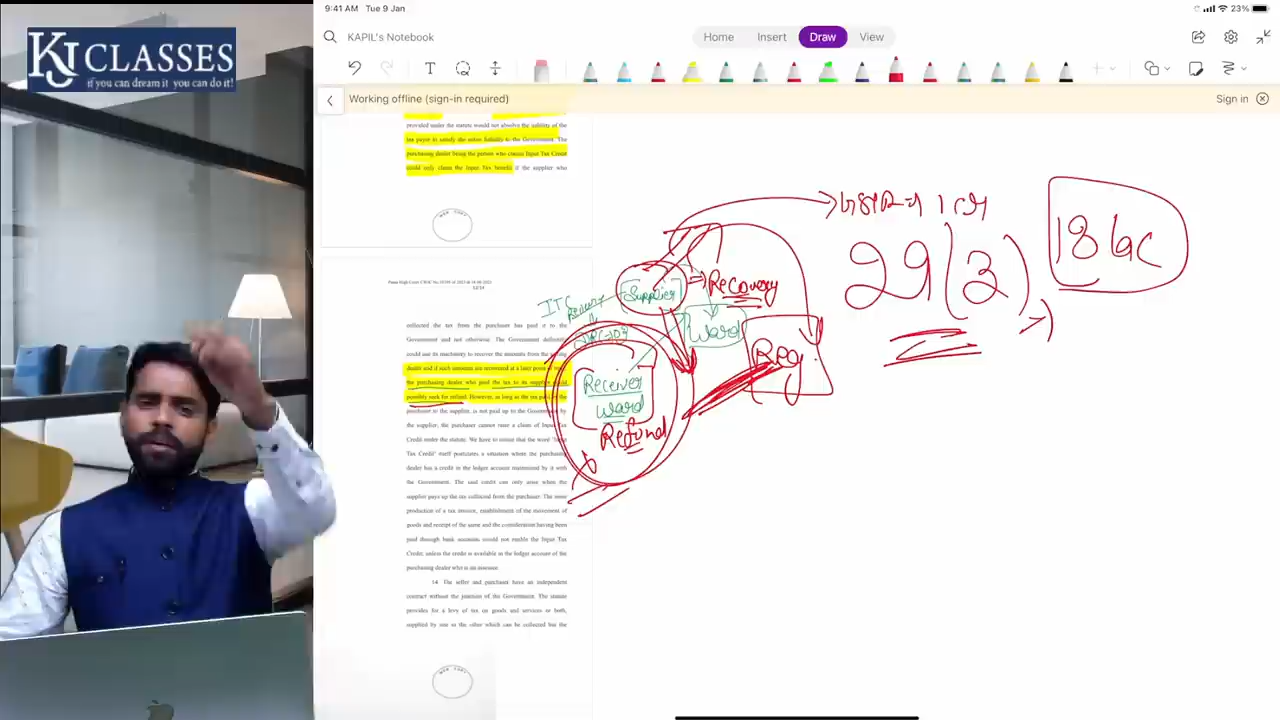 9:41 AM Tue 9 Jan
23%
KJ CLASSES
if you can dream it you can do it!
KAPIL's Notebook
Home Insert Draw View
Working offline (sign-in required)
Sign in
provided under the statute would not absolve the liability of the
tax payer to satisfy the entire liability to the Government. The
purchasing dealer being the person who claims Input Tax Credit
could only claim the Input Tax benefit if the supplier who
Patna High Court CWJC No.
12/14
collected the tax from the purchaser has paid it to the
Government and not otherwise. The Government definitely
could use its machinery to recover the amounts from the selling
dealer and if such amounts are recovered at a later point of time,
the purchasing dealer who paid the tax to its supplier could
possibly seek for refund. However, as long as the tax paid by the
purchaser to the supplier, is not paid up to the Government by
the supplier; the purchaser cannot raise a claim of Input Tax
Credit under the statute. We have to notice that the word 'Input
Tax Credit' itself postulates a situation where the purchasing
dealer has a credit in the ledger account maintained by it with
the Government. The said credit can only arise when the
supplier pays up the tax collected from the purchaser. The mere
production of a tax invoice, establishment of the movement of
goods and receipt of the same and the consideration having been
paid through bank accounts would not enable the Input Tax
Credit; unless the credit is available in the ledger account of the
purchasing dealer who is an assessee.
14. The seller and purchaser have an independent
contract without the junction of the Government. The statute
provides for a levy of tax on goods and services or both,
supplied by one to the other which can be collected but the
Supplier
Recovery
Ward
ITC
Receiver
Ward
Refund
Reg.
29(3)
18 lac